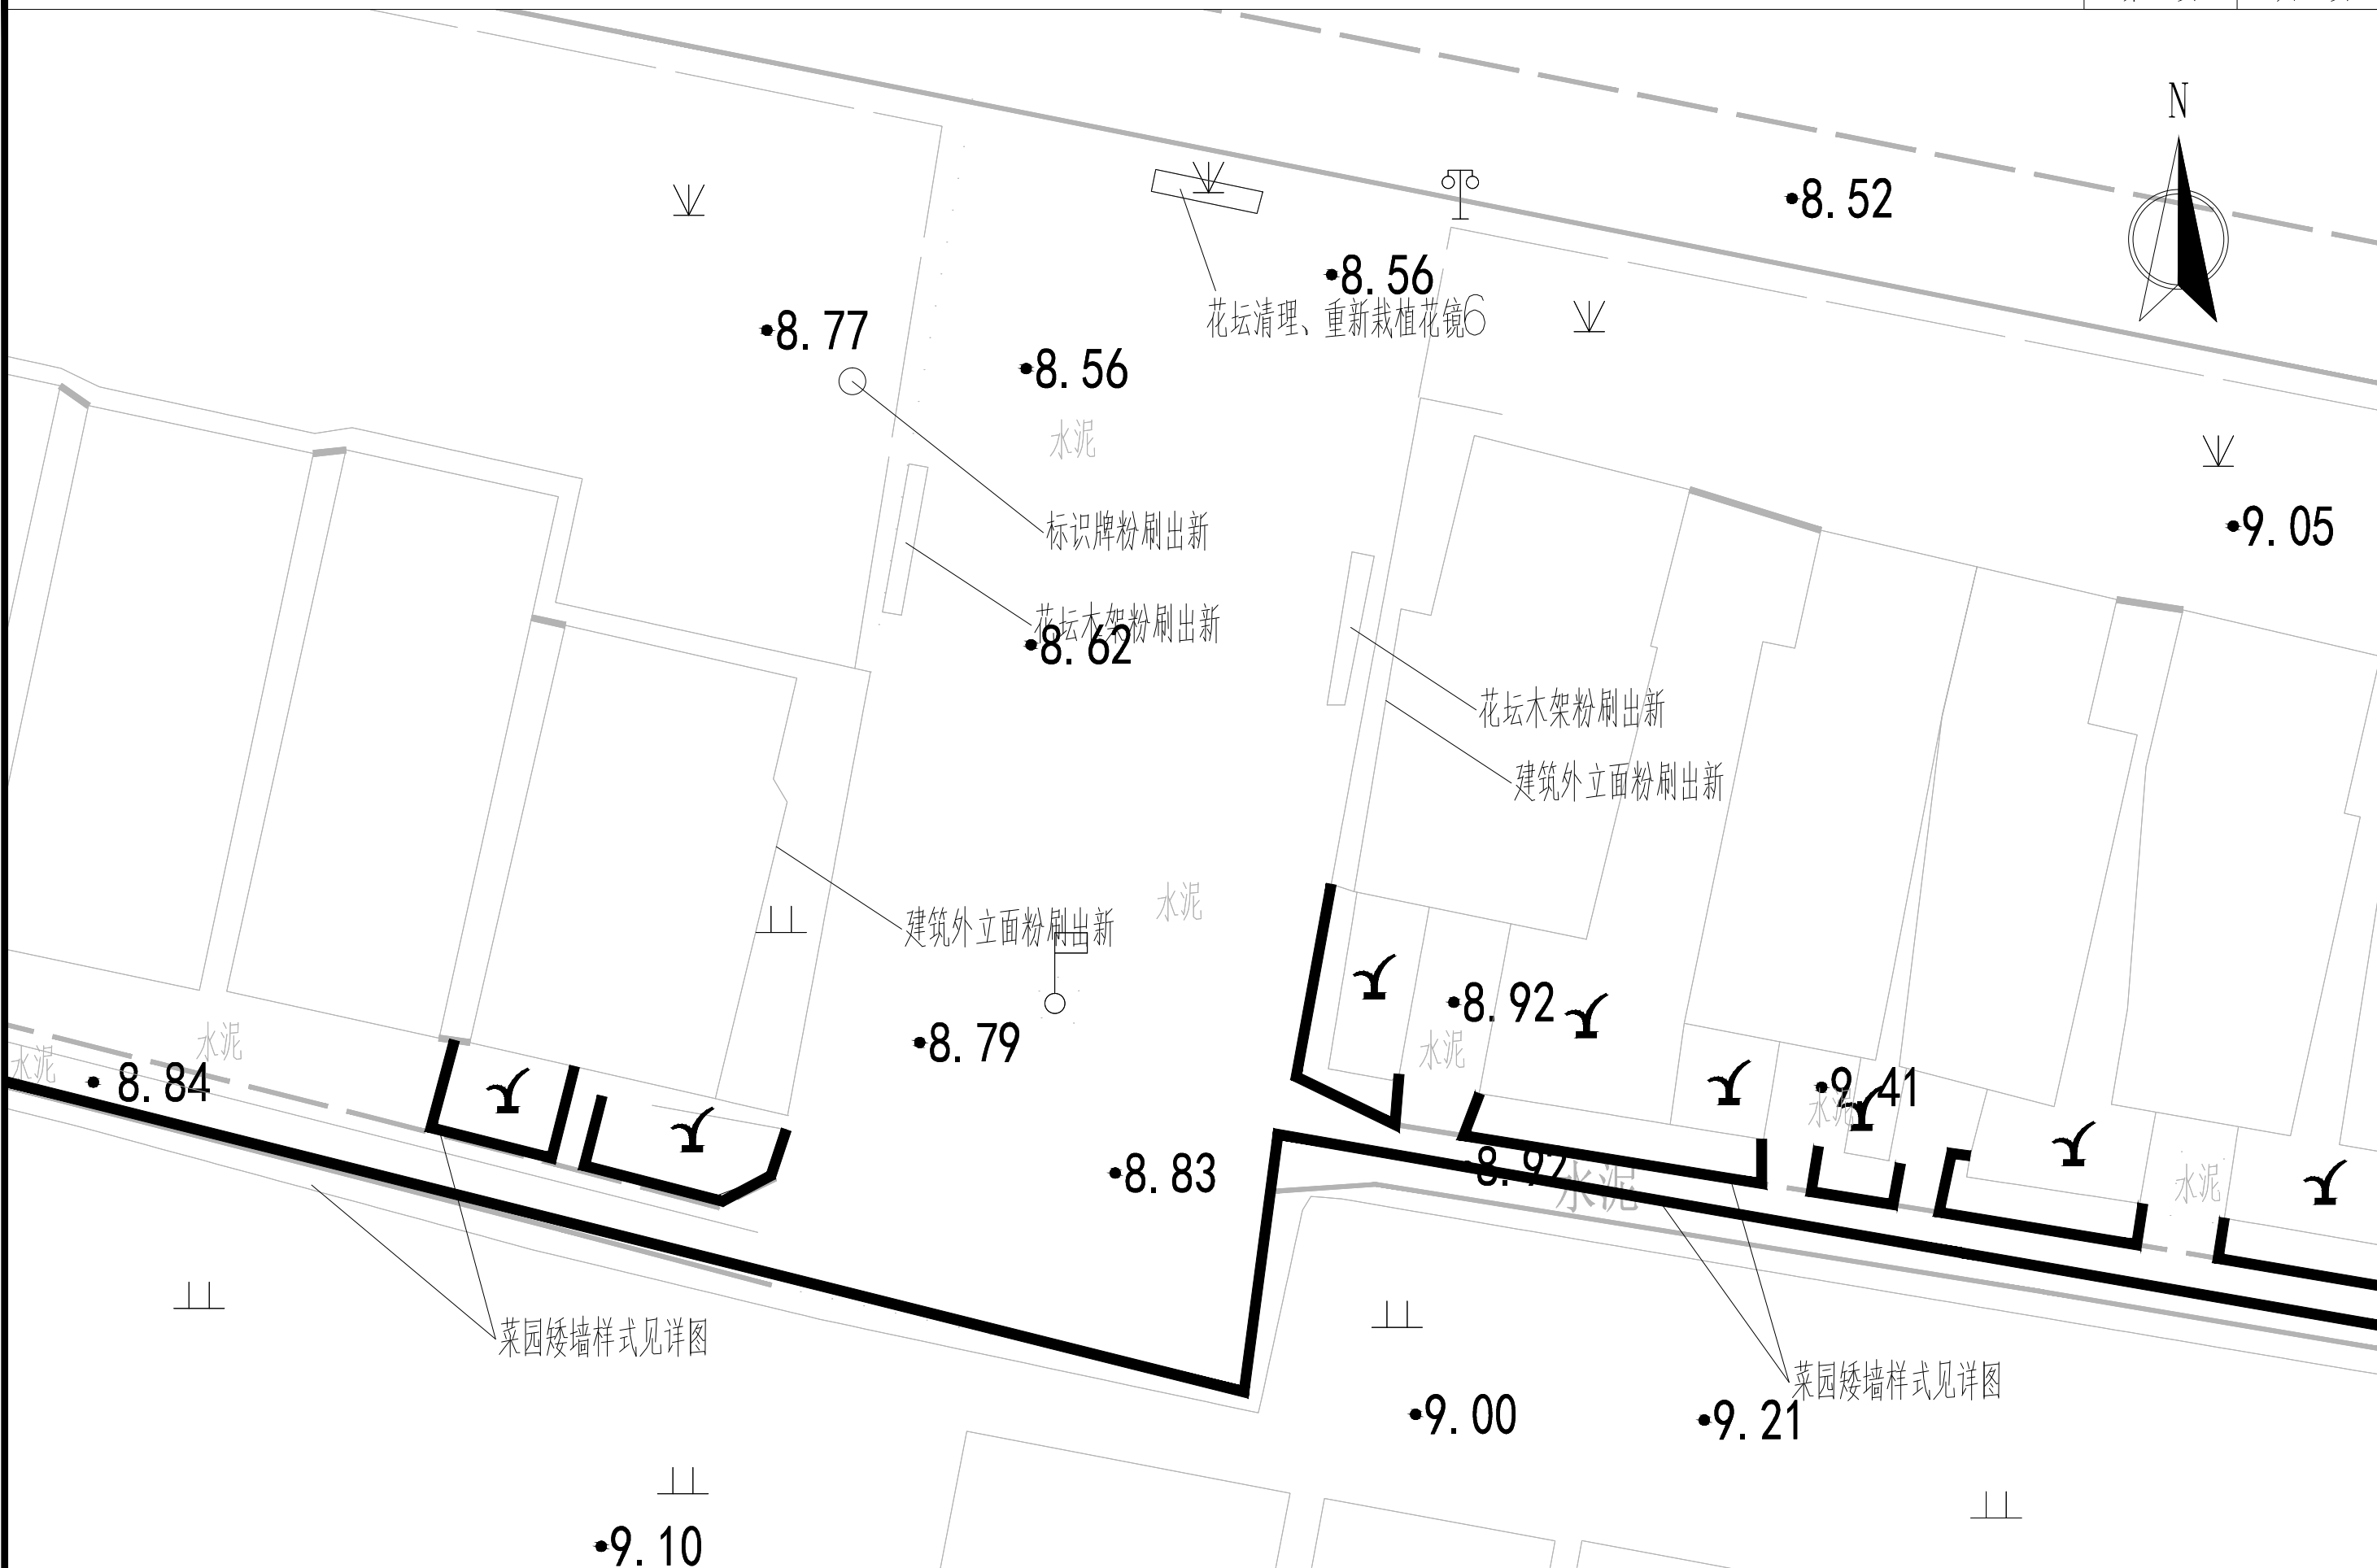 N
8.52
8.56
花坛清理、重新栽植花镜6
8.77
8.56
水泥
9.05
标识牌粉刷出新
花坛木架粉刷出新
8.62
花坛木架粉刷出新
建筑外立面粉刷出新
水泥
建筑外立面粉刷出新
8.92
水泥
8.79
水泥
水泥
8.84
9.41
水泥
8.83
8.97
水泥
水泥
菜园矮墙样式见详图
菜园矮墙样式见详图
9.00
9.21
9.10